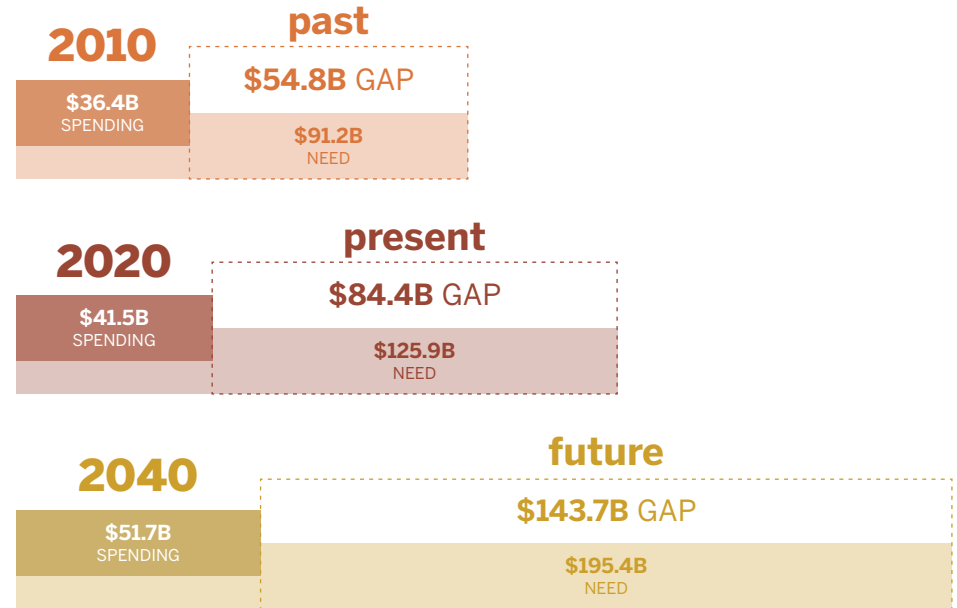 past
2010
$54.8B GAP
$36.4B
SPENDING
$91.2B
NEED
present
2020
$84.4B GAP
$41.5B
SPENDING
$125.9B
NEED
future
2040
$143.7B GAP
$51.7B
SPENDING
$195.4B
NEED